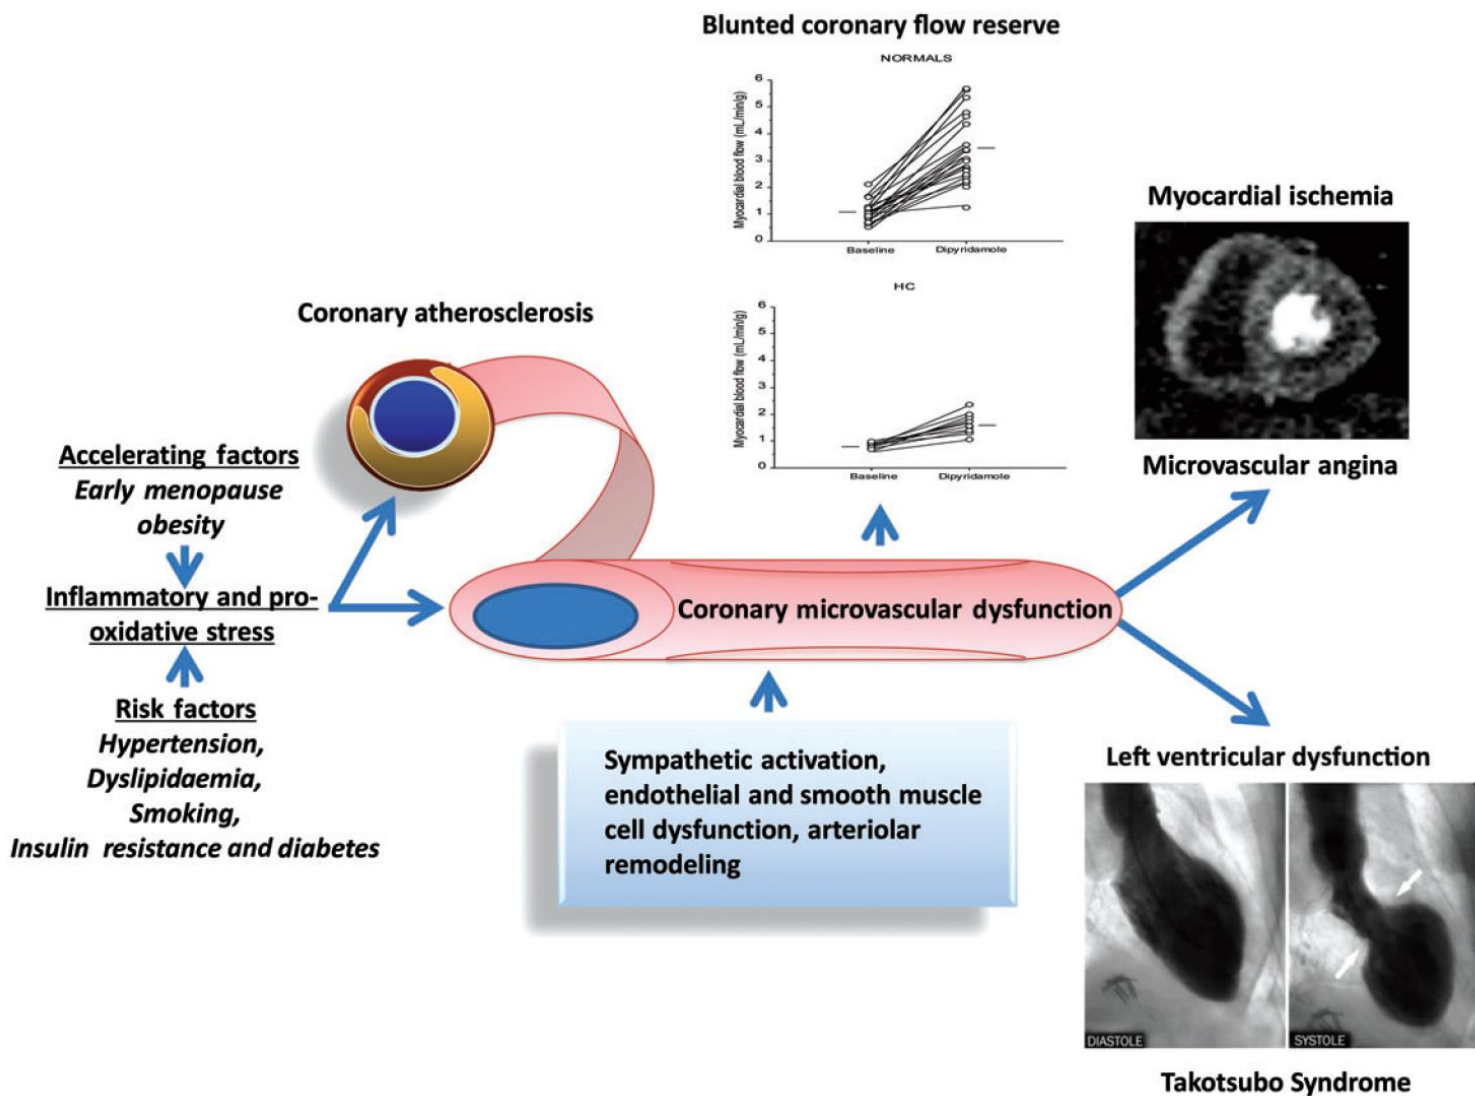 Blunted coronary flow reserve
NORMALS
Myocardial blood flow (mL/min/g)
6
5
4
3
2
1
0
Baseline
Dipyridamole
HC
Myocardial blood flow (mL/min/g)
6
5
4
3
2
1
0
Baseline
Dipyridamole
Myocardial ischemia
Microvascular angina
Coronary atherosclerosis
Accelerating factors
Early menopause
obesity
Inflammatory and pro-
oxidative stress
Risk factors
Hypertension,
Dyslipidaemia,
Smoking,
Insulin resistance and diabetes
Coronary microvascular dysfunction
Sympathetic activation,
endothelial and smooth muscle
cell dysfunction, arteriolar
remodeling
Left ventricular dysfunction
DIASTOLE
SYSTOLE
Takotsubo Syndrome